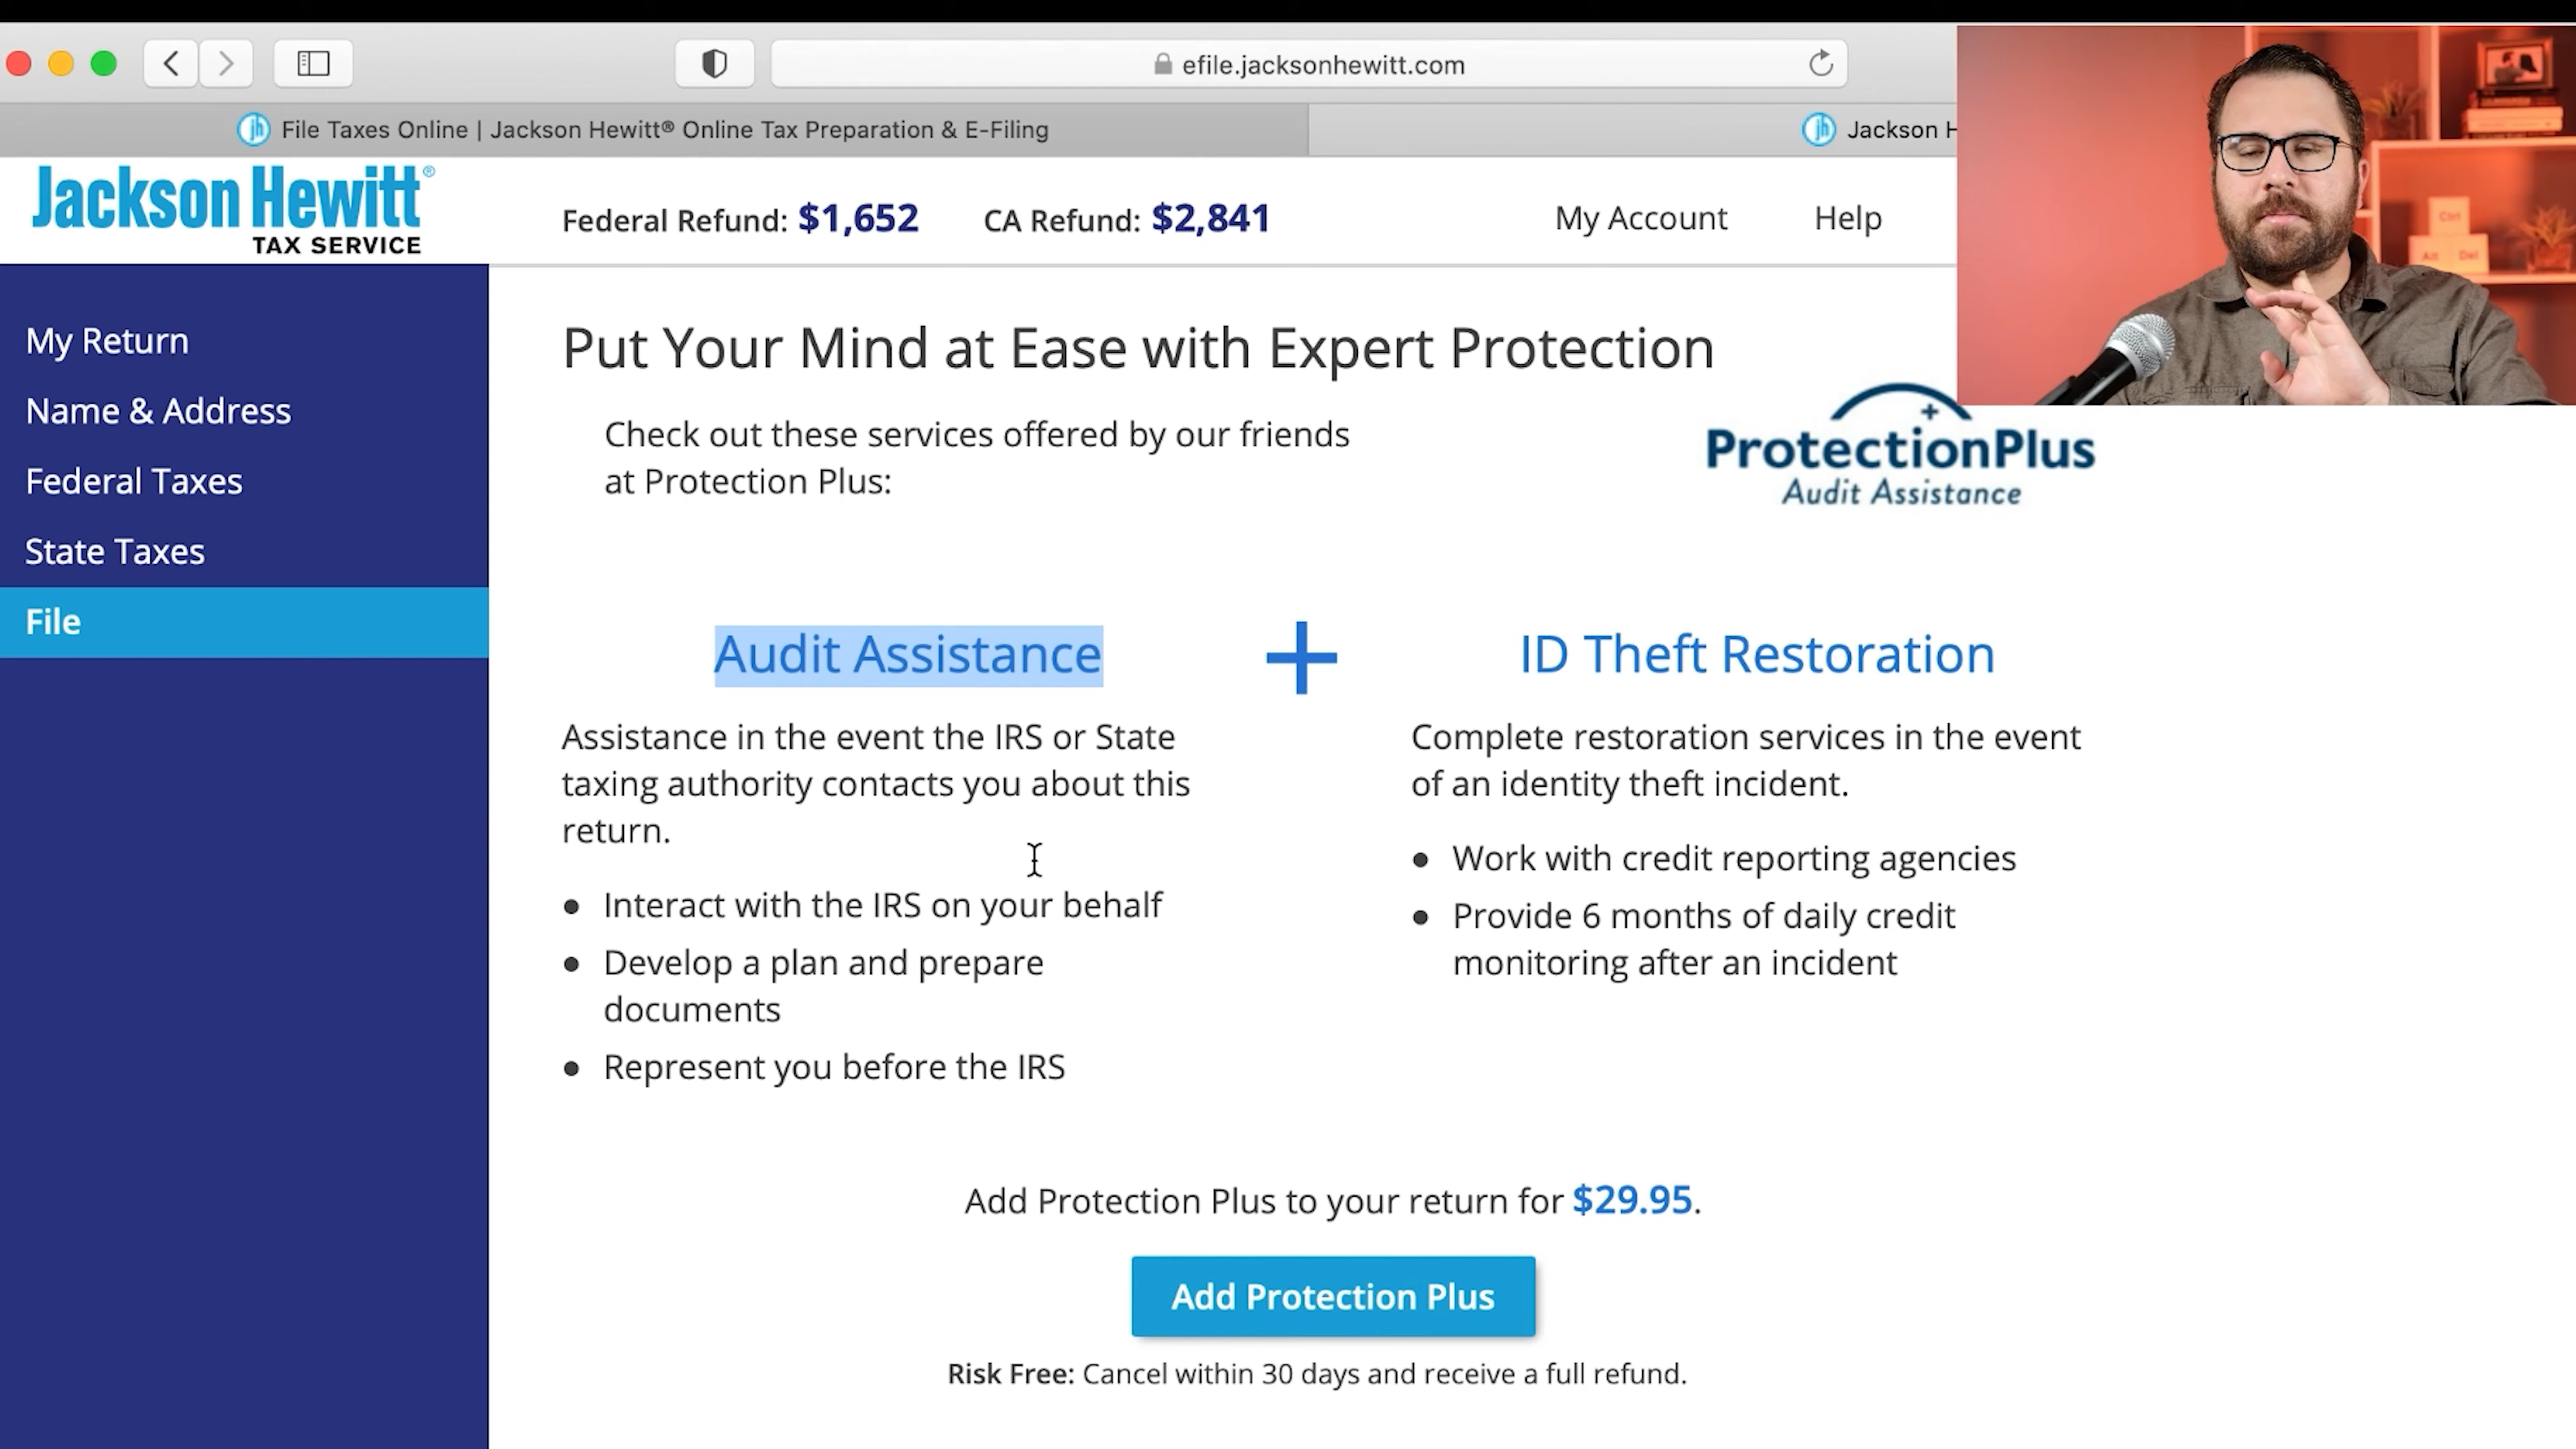 efile.jacksonhewitt.com
File Taxes Online | Jackson Hewitt® Online Tax Preparation & E-Filing
Jackson H
Jackson Hewitt®
TAX SERVICE
Federal Refund: $1,652 CA Refund: $2,841 My Account Help
My Return
Name & Address
Federal Taxes
State Taxes
File
Put Your Mind at Ease with Expert Protection
Check out these services offered by our friends
at Protection Plus:
ProtectionPlus
Audit Assistance
Audit Assistance
Assistance in the event the IRS or State
taxing authority contacts you about this
return.
• Interact with the IRS on your behalf
• Develop a plan and prepare
documents
• Represent you before the IRS
+
ID Theft Restoration
Complete restoration services in the event
of an identity theft incident.
• Work with credit reporting agencies
• Provide 6 months of daily credit
monitoring after an incident
Add Protection Plus to your return for $29.95.
Add Protection Plus
Risk Free: Cancel within 30 days and receive a full refund.
Ctrl
Alt Del